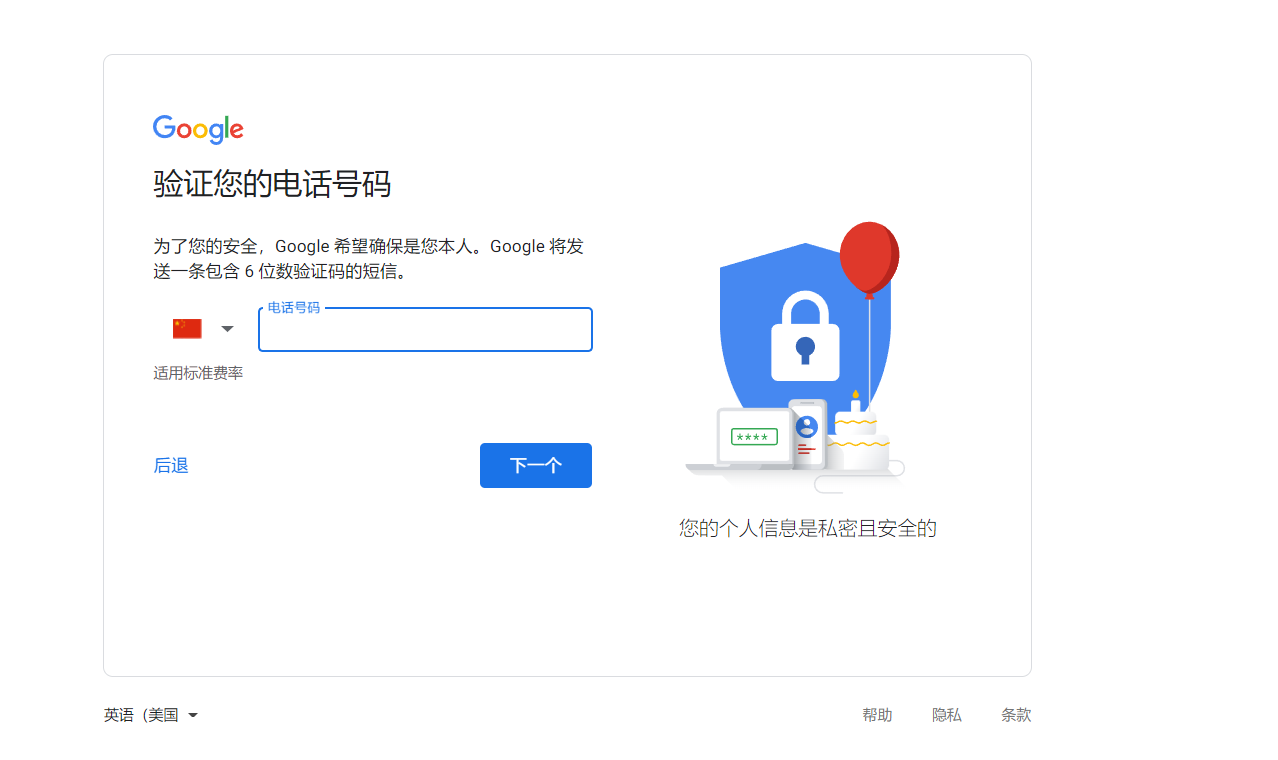 Google
验证您的电话号码
为了您的安全，Google 希望确保是您本人。Google 将发
送一条包含 6 位数验证码的短信。
电话号码
适用标准费率
后退
下一个
****
您的个人信息是私密且安全的
英语（美国
帮助
隐私
条款